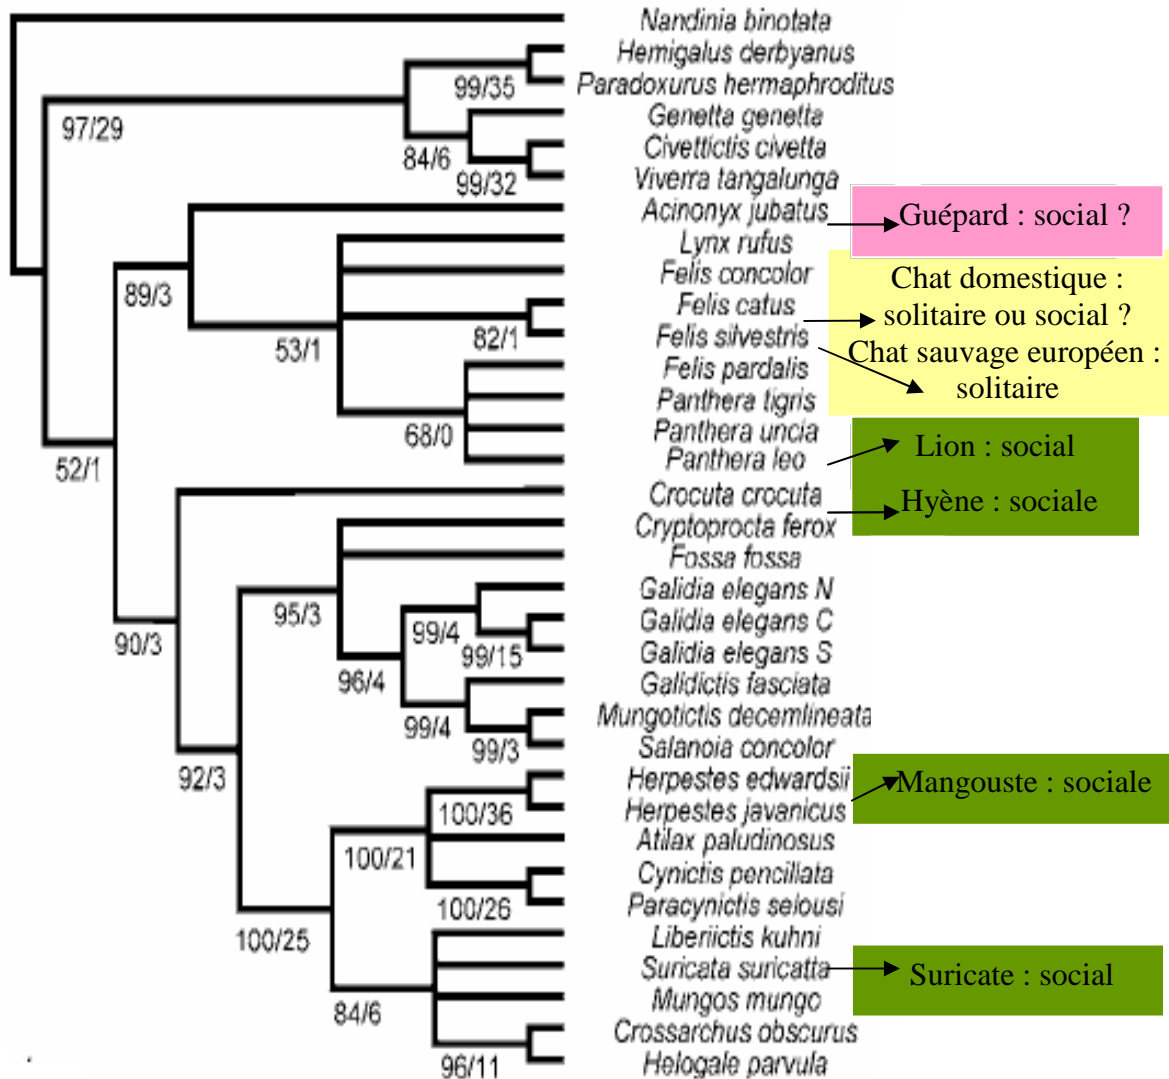 Nandinia binotata
Hemigalus derbyanus
99/35
Paradoxurus hermaphroditus
Genetta genetta
97/29
Civettictis civetta
84/6
99/32
Viverra tangalunga
Acinonyx jubatus
Guépard : social ?
Lynx rufus
Felis concolor
89/3
Chat domestique :
solitaire ou social ?
Felis catus
82/1
Felis silvestris
53/1
Chat sauvage européen :
solitaire
Felis pardalis
Panthera tigris
Panthera uncia
68/0
Panthera leo
Lion : social
52/1
Crocuta crocuta
Hyène : sociale
Cryptoprocta ferox
Fossa fossa
Galidia elegans N
95/3
Galidia elegans C
99/4
90/3
99/15
Galidia elegans S
96/4
Galidictis fasciata
Mungotictis decemlineata
99/4
99/3
Salanoia concolor
92/3
Herpestes edwardsii
Mangouste : sociale
100/36
Herpestes javanicus
Atilax paludinosus
100/21
Cynictis pencillata
100/26
Paracynictis selousi
100/25
Liberiictis kuhni
Suricata suricatta
Suricate : social
Mungos mungo
84/6
Crossarchus obscurus
96/11
Helogale parvula